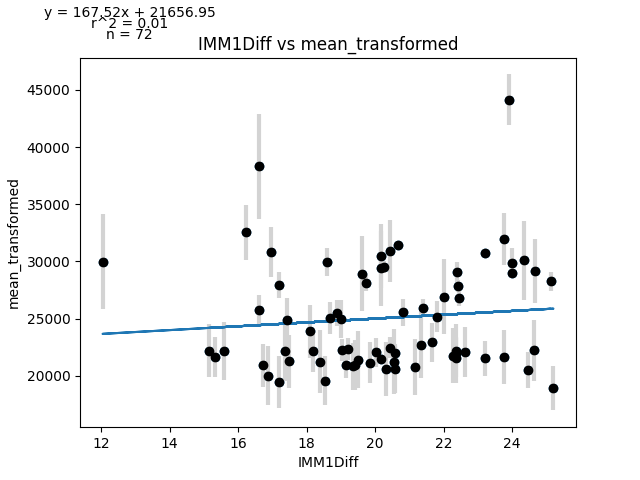 y = 167.52x + 21656.95
r^2 = 0.01
n = 72
IMM1Diff vs mean_transformed
mean_transformed
45000
40000
35000
30000
25000
20000
12 14 16 18 20 22 24
IMM1Diff